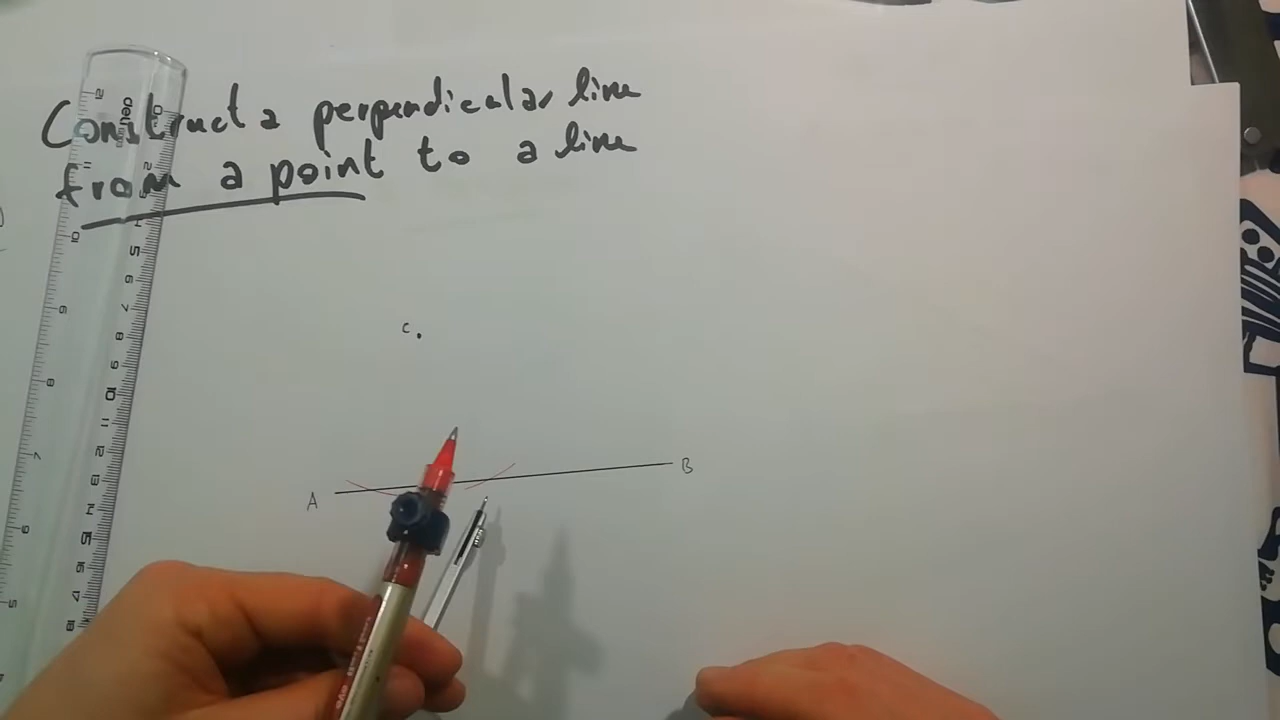 Construct a perpendicular line
from a point to a line
C
A
B